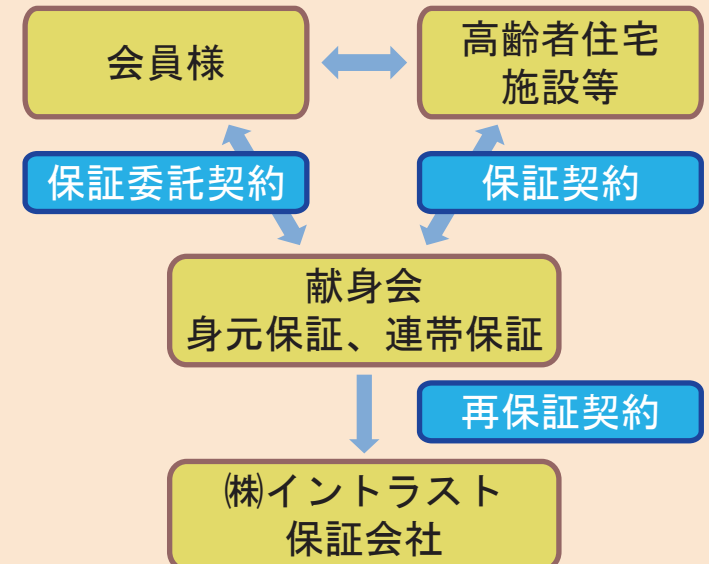 会員様
高齢者住宅
施設等
保証委託契約
保証契約
献身会
身元保証、連帯保証
再保証契約
㈱イントラスト
保証会社